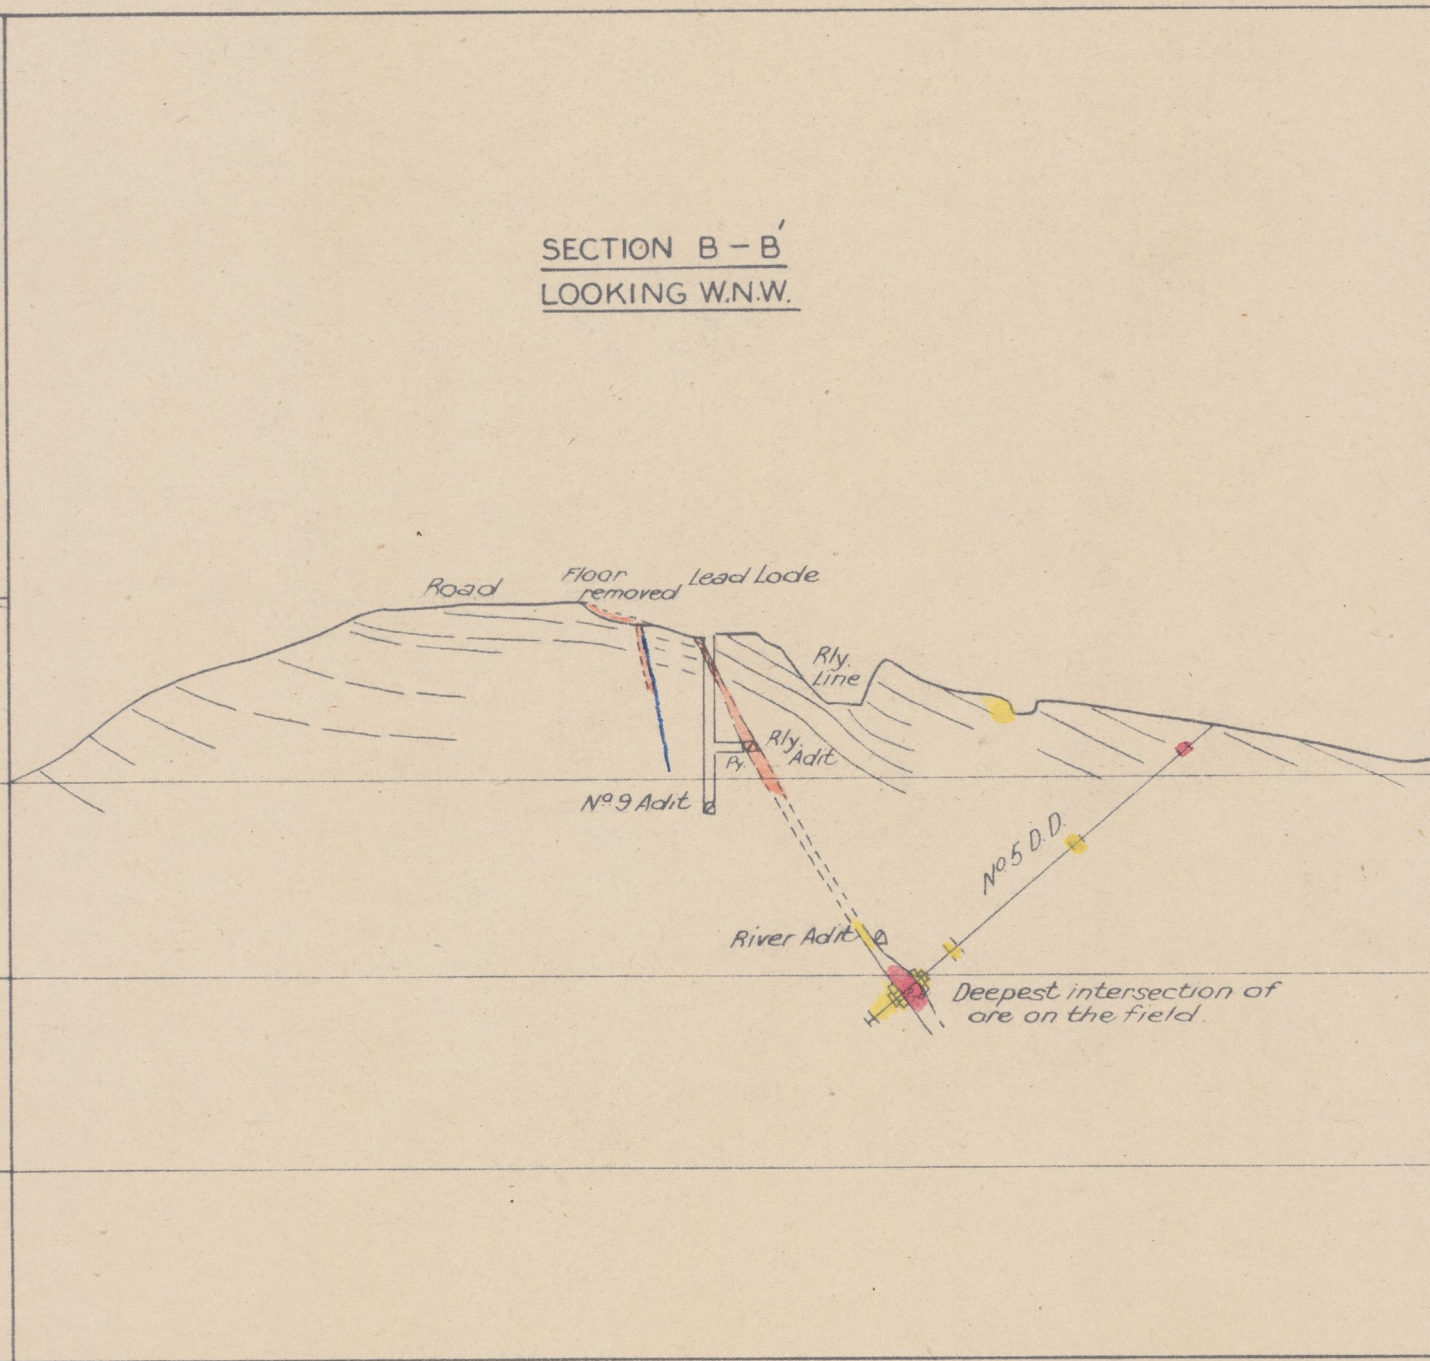 SECTION B – B'
LOOKING W.N.W.
Road
Floor
removed
Lead Lode
Rly.
Line
Rly.
Adit
Py.
Nº 9 Adit
Nº 5 D.D.
River Adit
Deepest intersection of
ore on the field.